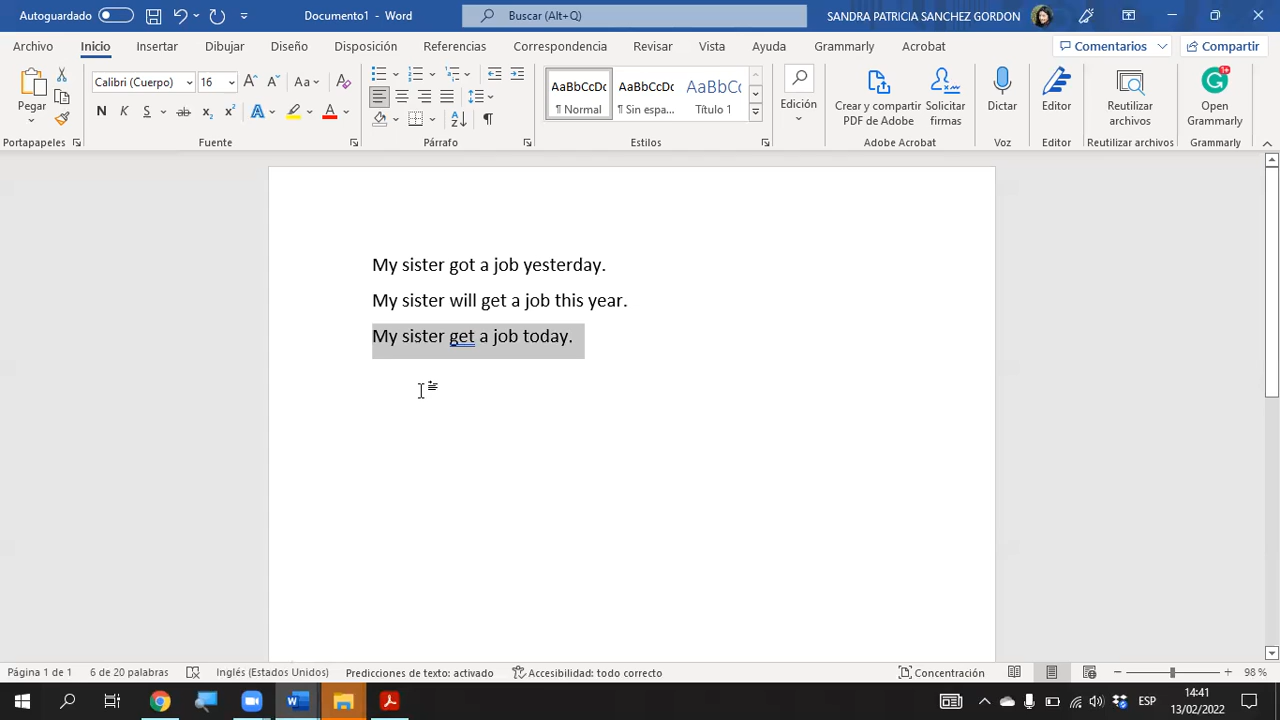 Autoguardado
Documento1 - Word
Buscar (Alt+Q)
SANDRA PATRICIA SANCHEZ GORDON
Archivo Inicio Insertar Dibujar Diseño Disposición Referencias Correspondencia Revisar Vista Ayuda Grammarly Acrobat
Comentarios
Compartir
Pegar
Calibri (Cuerpo) 16
N K S
AaBbCcDc AaBbCcDc AaBbCc
¶ Normal ¶ Sin espa... Título 1
Edición
Crear y compartir PDF de Adobe
Solicitar firmas
Dictar
Editor
Reutilizar archivos
Open Grammarly
Portapapeles Fuente Párrafo Estilos Adobe Acrobat Voz Editor Reutilizar archivos Grammarly
My sister got a job yesterday.
My sister will get a job this year.
My sister get a job today.
Página 1 de 1 6 de 20 palabras Inglés (Estados Unidos) Predicciones de texto: activado Accesibilidad: todo correcto Concentración 98 %
ESP
14:41
13/02/2022